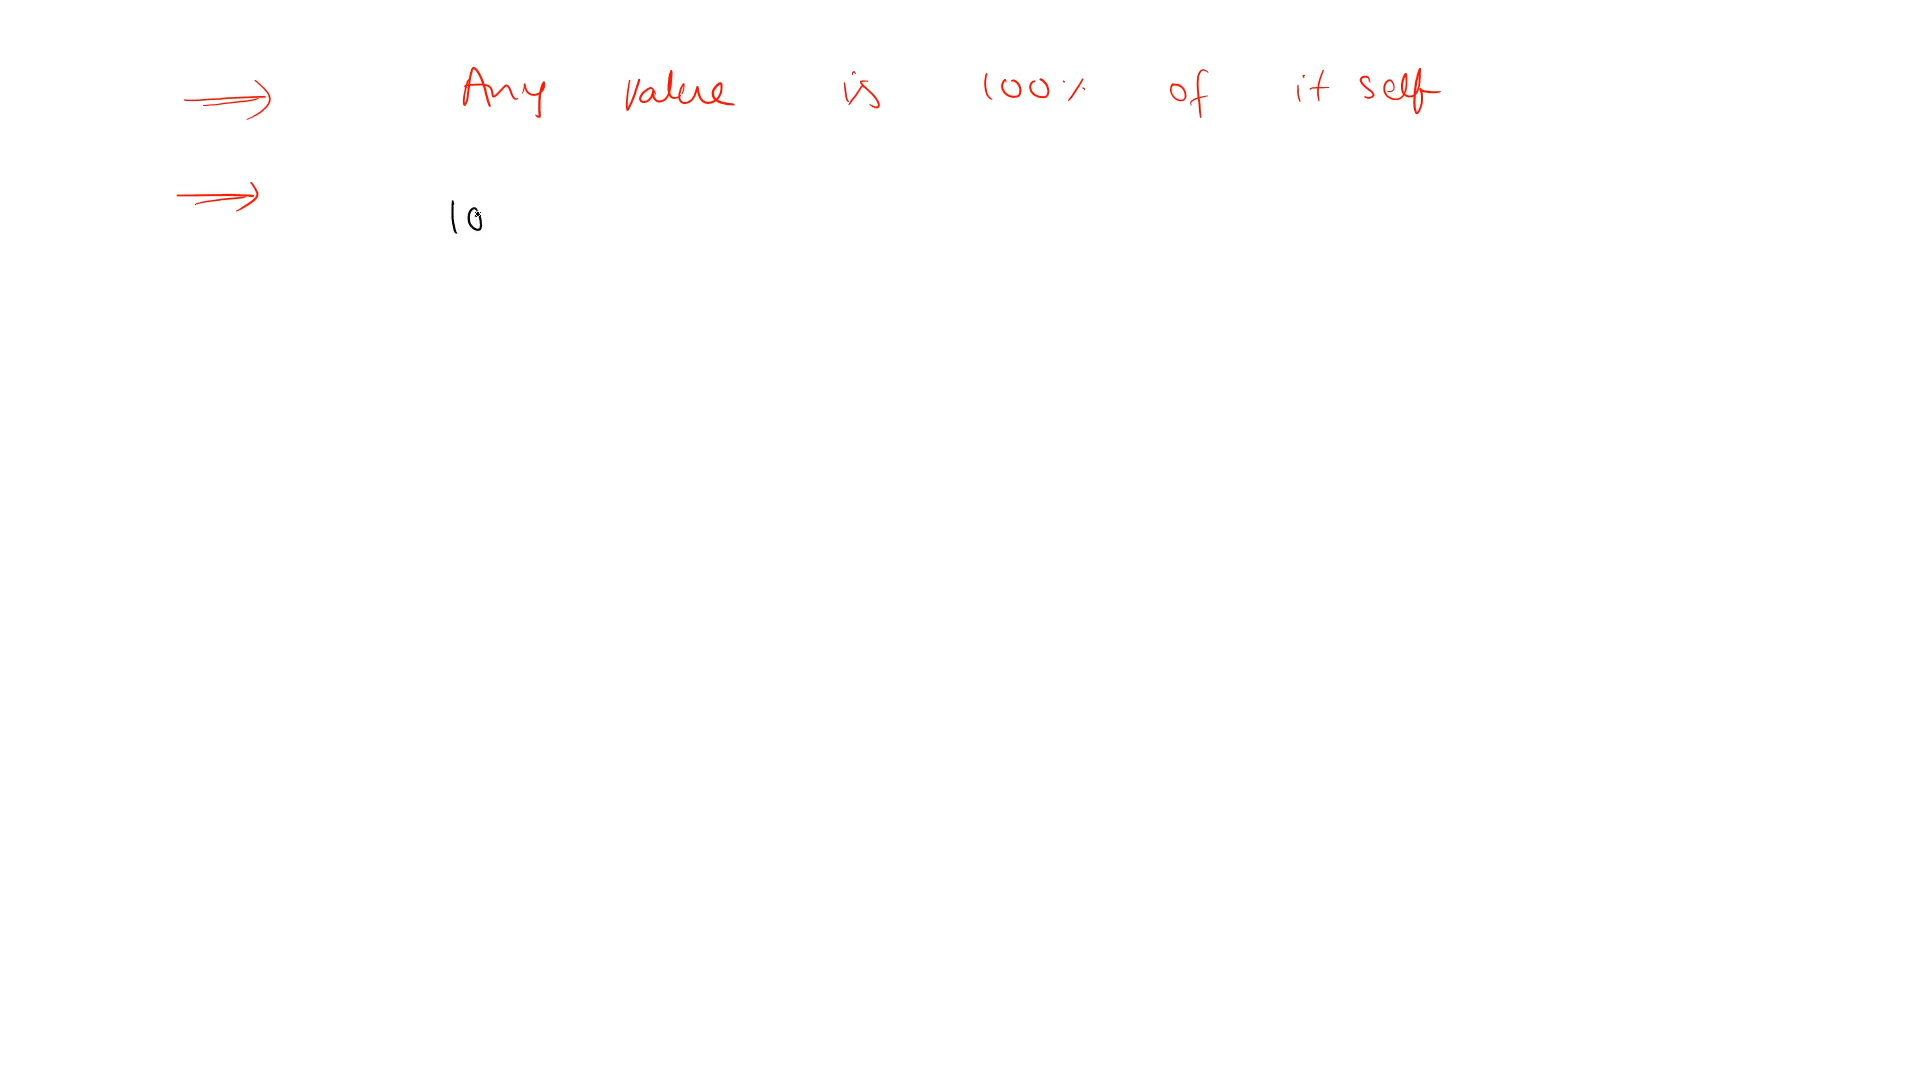 ⇒ Any value is 100% of it self
⇒ 10